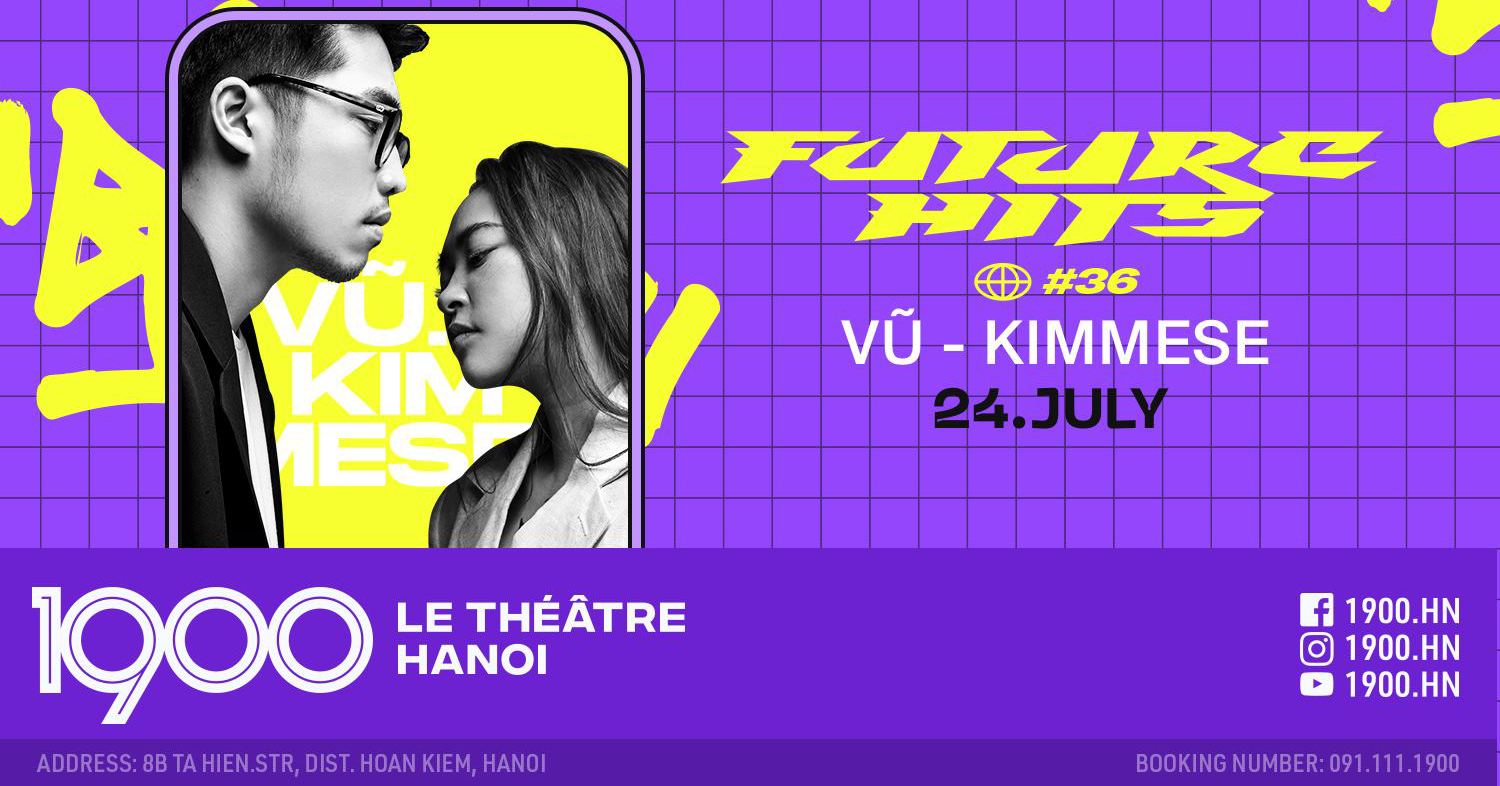 VŨ.
KIM
MESE
FUTURE
HITS
#36
VŨ - KIMMESE
24.JULY
1900
LE THÉÂTRE
HANOI
1900.HN
1900.HN
1900.HN
ADDRESS: 8B TA HIEN.STR, DIST. HOAN KIEM, HANOI
BOOKING NUMBER: 091.111.1900